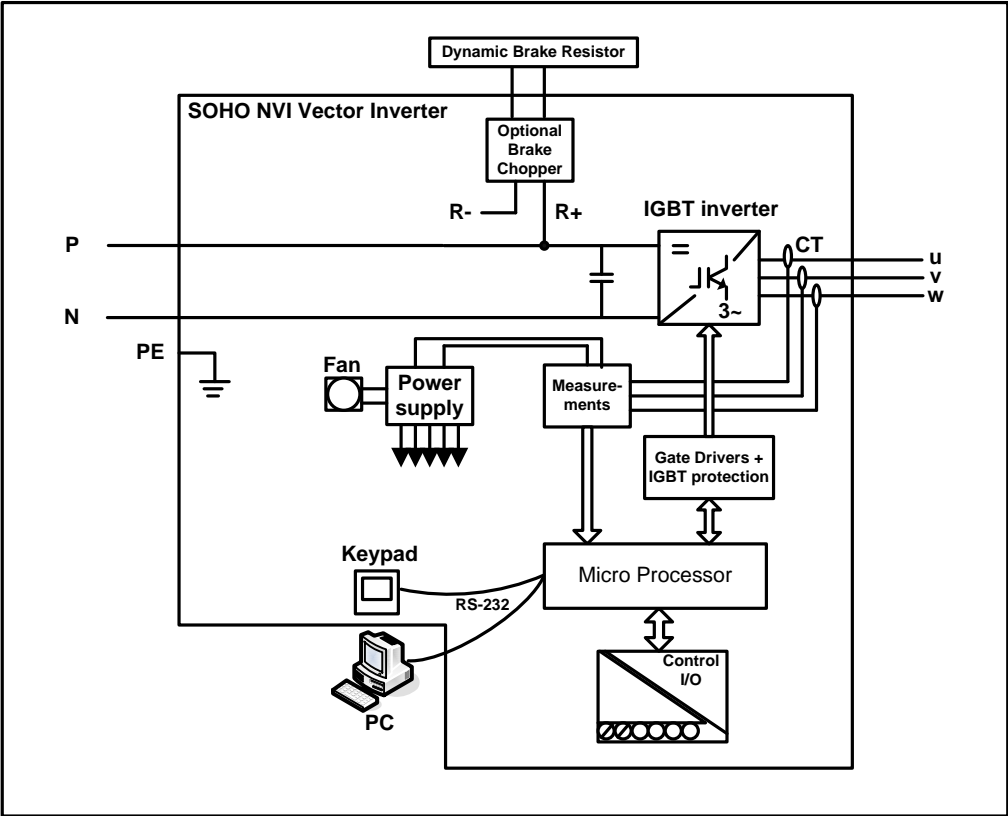 Dynamic Brake Resistor
SOHO NVI Vector Inverter
Optional
Brake
Chopper
R-
R+
IGBT inverter
P
=
CT
u
v
w
3~
N
PE
Fan
Power
supply
Measure-
ments
Gate Drivers +
IGBT protection
Keypad
Micro Processor
RS-232
Control
I/O
PC